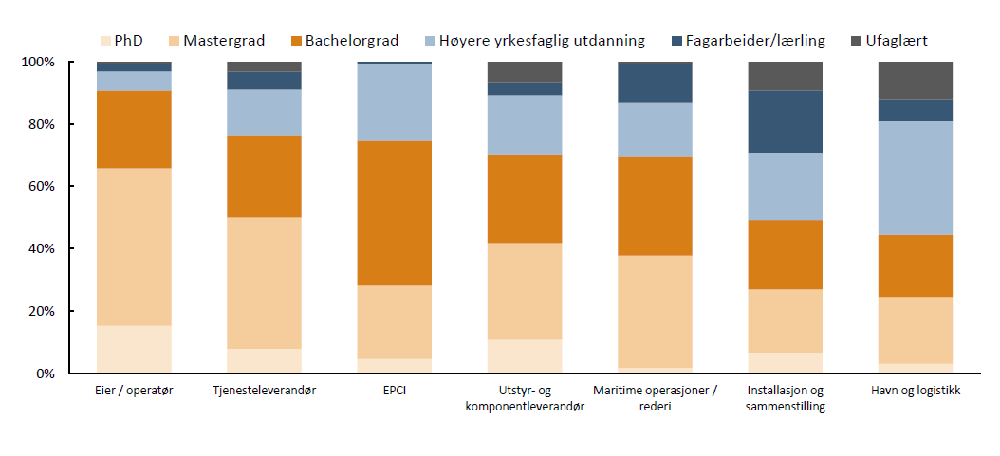 PhD Mastergrad Bachelorgrad Høyere yrkesfaglig utdanning Fagarbeider/lærling Ufaglært
100%
80%
60%
40%
20%
0%
Eier / operatør Tjenesteleverandør EPCI Utstyr- og Maritime operasjoner / Installasjon og Havn og logistikk
komponentleverandør rederi sammenstilling